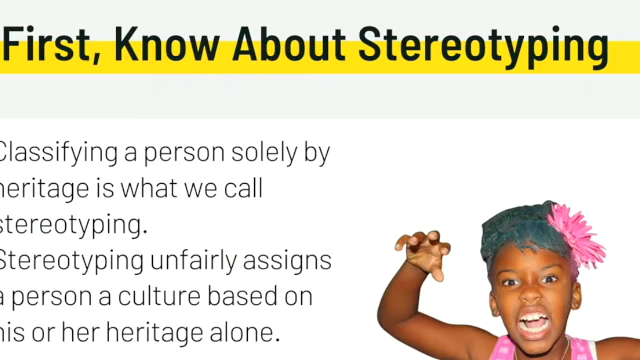 First, Know About Stereotyping
Classifying a person solely by
heritage is what we call
stereotyping.
Stereotyping unfairly assigns
a person a culture based on
his or her heritage alone.